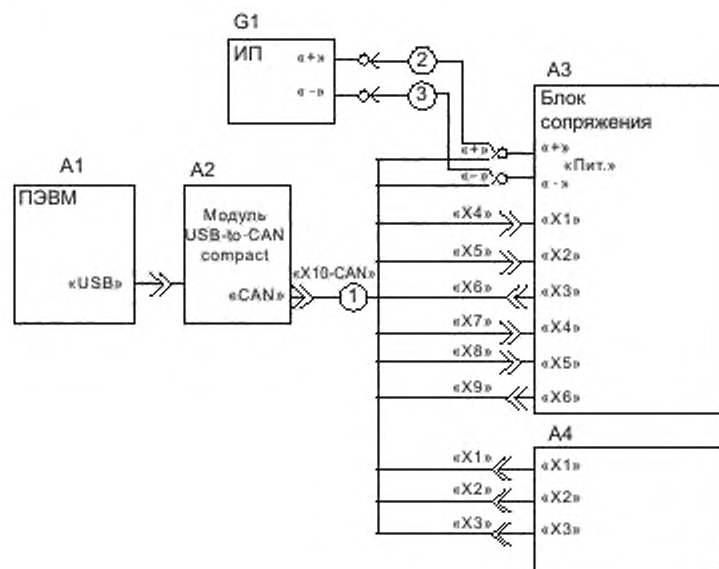 G1
ИП
«+»
«-»
2
3
A3
Блок
сопряжения
«+»
«Пит.»
«-»
«+»
«-»
A1
ПЭВМ
«USB»
A2
Модуль
USB-to-CAN
compact
«CAN»
«X10-CAN»
1
«X4»
«X1»
«X5»
«X2»
«X6»
«X3»
«X7»
«X4»
«X8»
«X5»
«X9»
«X6»
A4
«X1»
«X1»
«X2»
«X2»
«X3»
«X3»